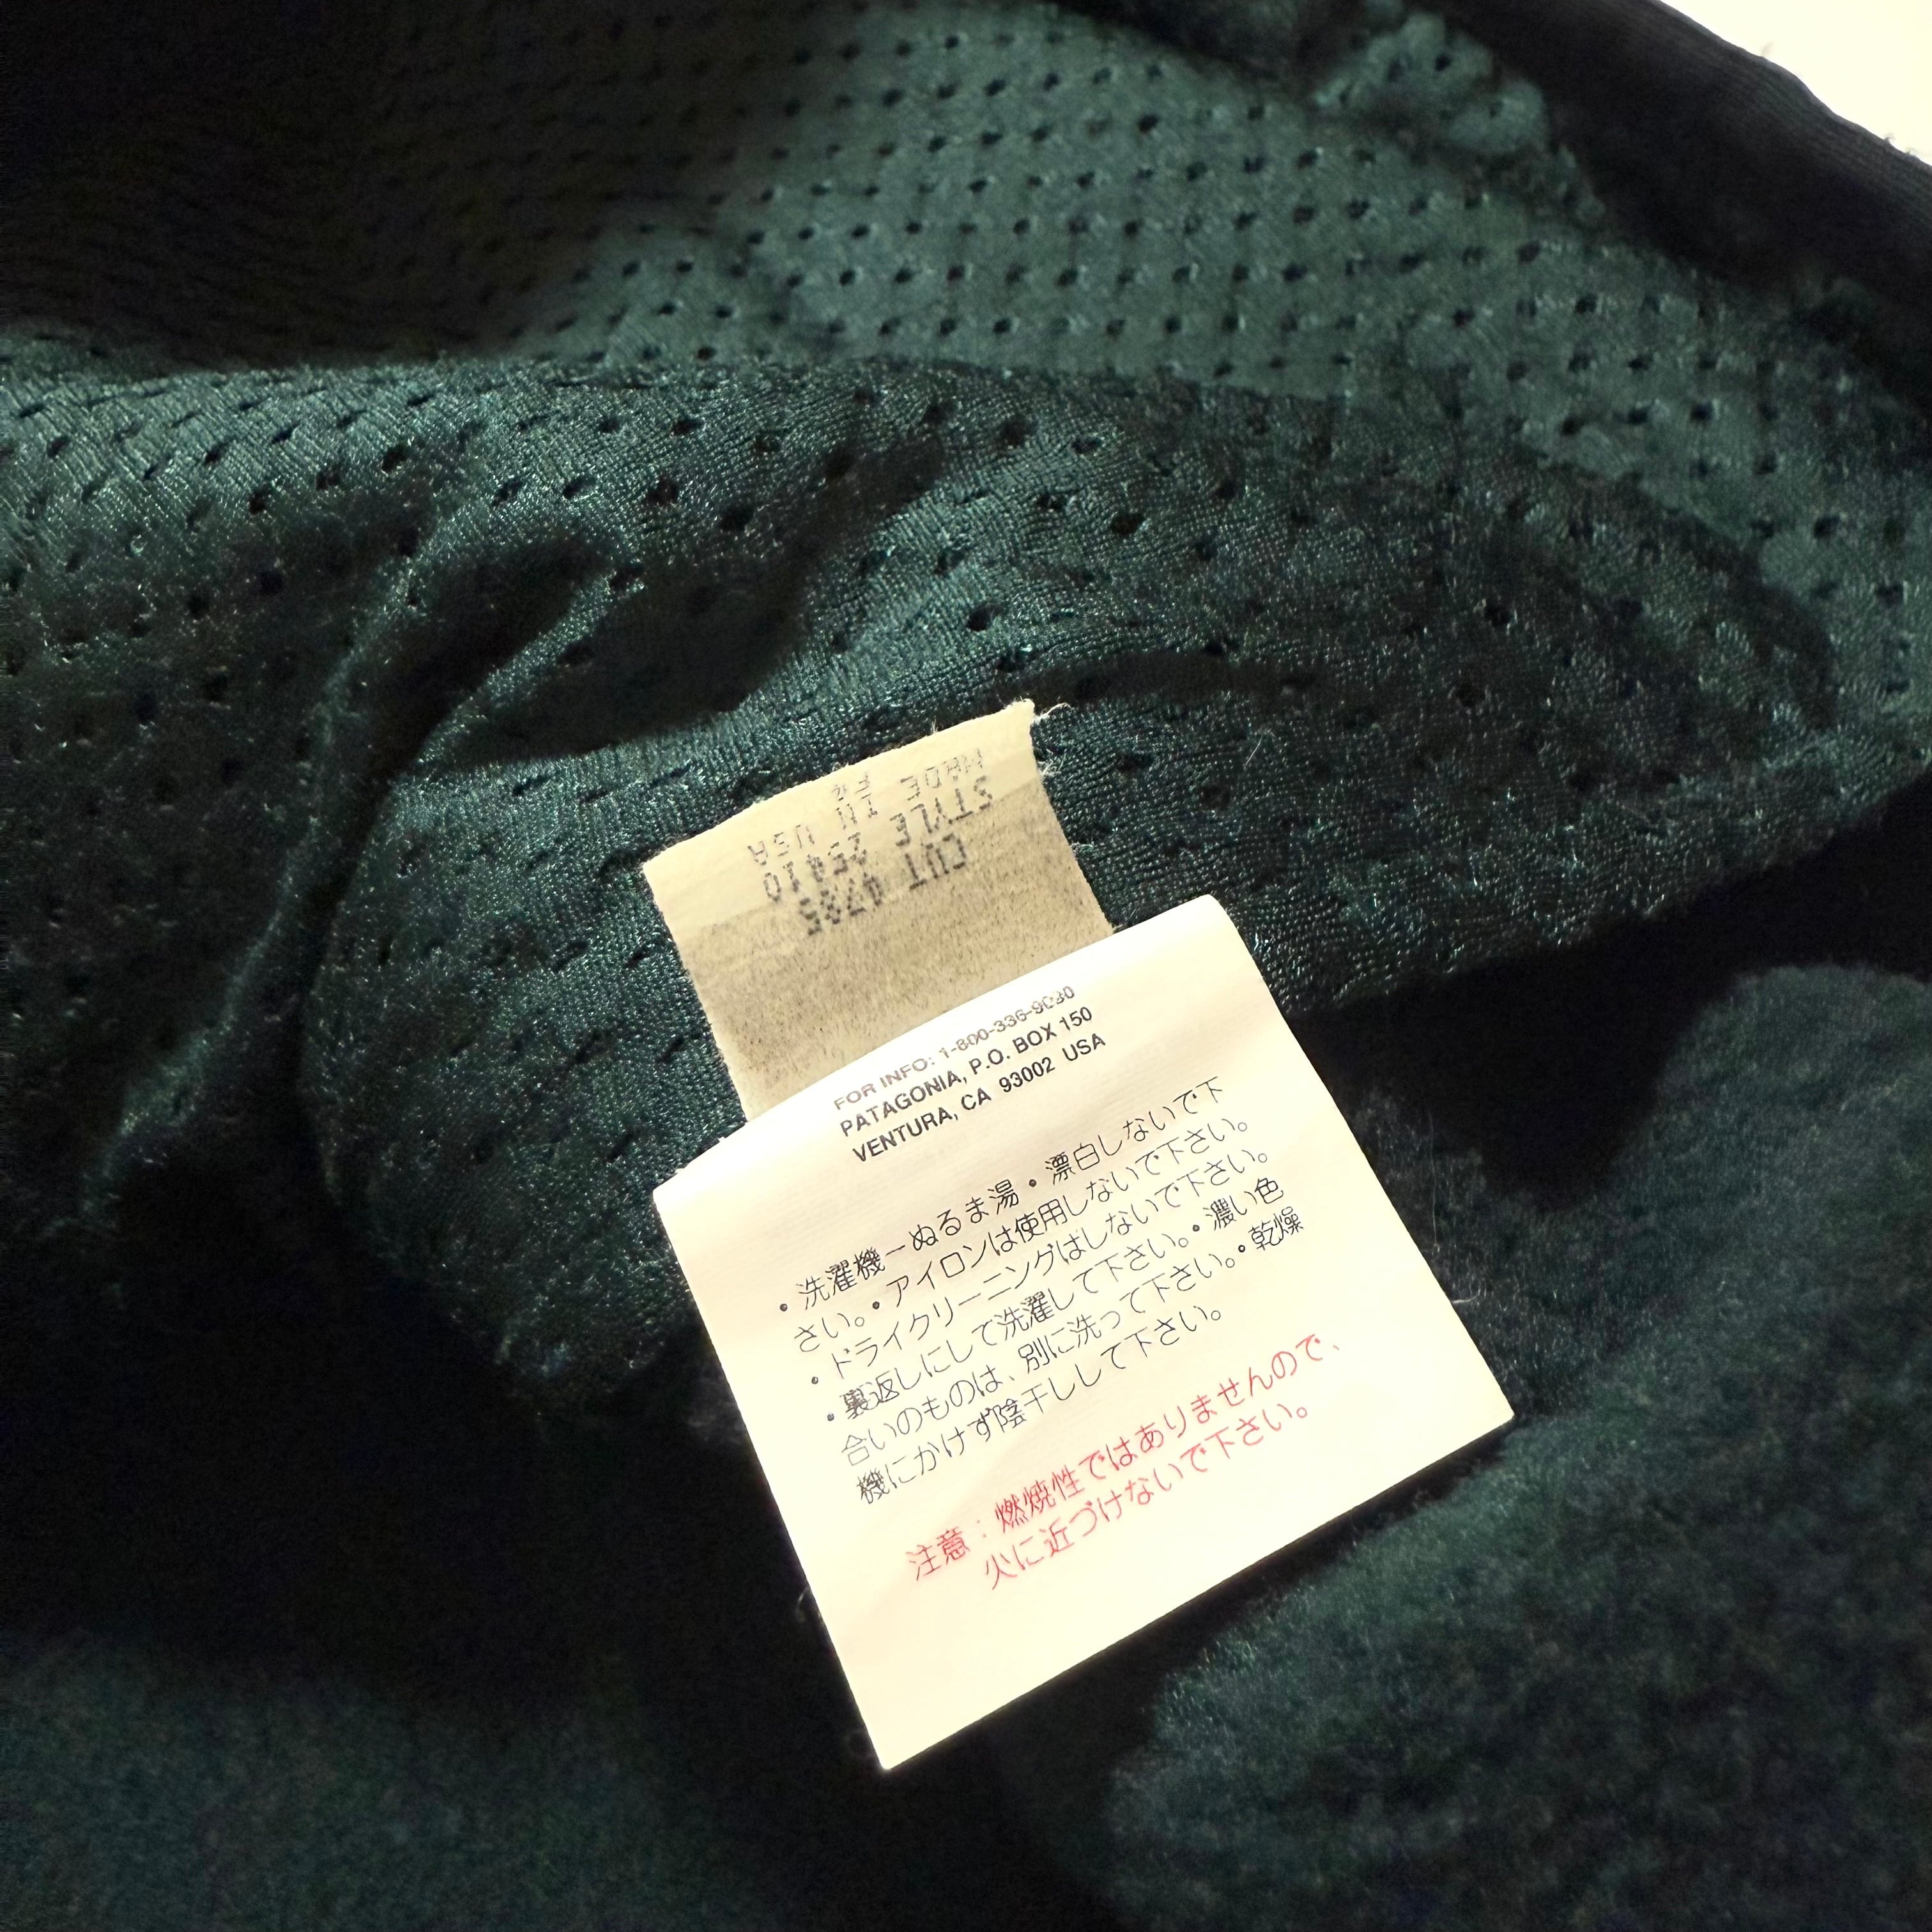 MADE IN USA
STYLE
CUT 4785
FOR INFO: 1-800-336-9090
PATAGONIA, P.O. BOX 150
VENTURA, CA 93002 USA
・洗濯機－ぬるま湯・漂白しないで下
さい。・アイロンは使用しないで下さい。
・ドライクリーニングはしないで下さい。
・裏返しにして洗濯して下さい。・濃い色
合いのものは、別に洗って下さい。・乾燥
機にかけず陰干しして下さい。
注意：燃焼性ではありませんので、
火に近づけないで下さい。